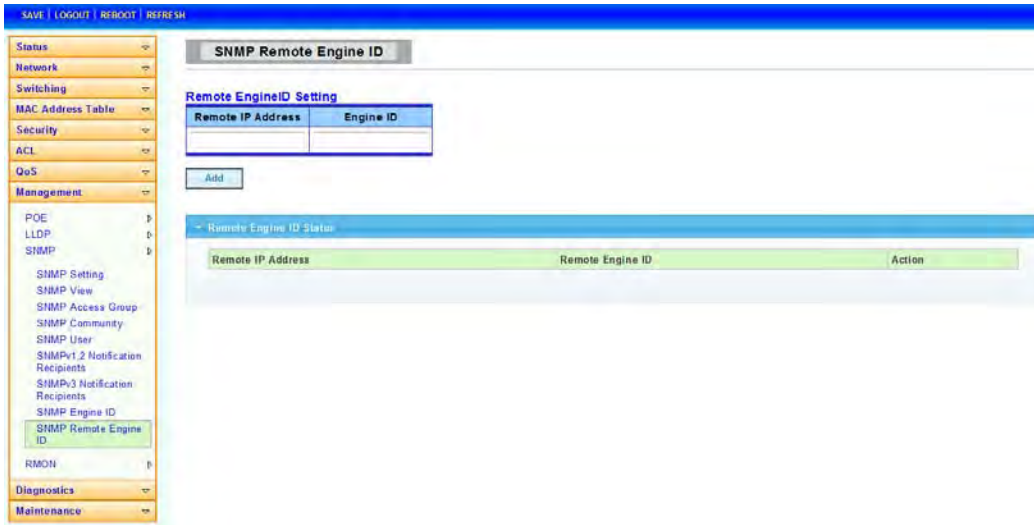 SAVE | LOGOUT | REBOOT | REFRESH
Status
Network
Switching
MAC Address Table
Security
ACL
QoS
Management
POE
LLDP
SNMP
SNMP Setting
SNMP View
SNMP Access Group
SNMP Community
SNMP User
SNMPv1,2 Notification
Recipients
SNMPv3 Notification
Recipients
SNMP Engine ID
SNMP Remote Engine
ID
RMON
Diagnostics
Maintenance
SNMP Remote Engine ID
Remote EngineID Setting
Remote IP Address Engine ID
Add
Remote Engine ID Status
Remote IP Address Remote Engine ID Action